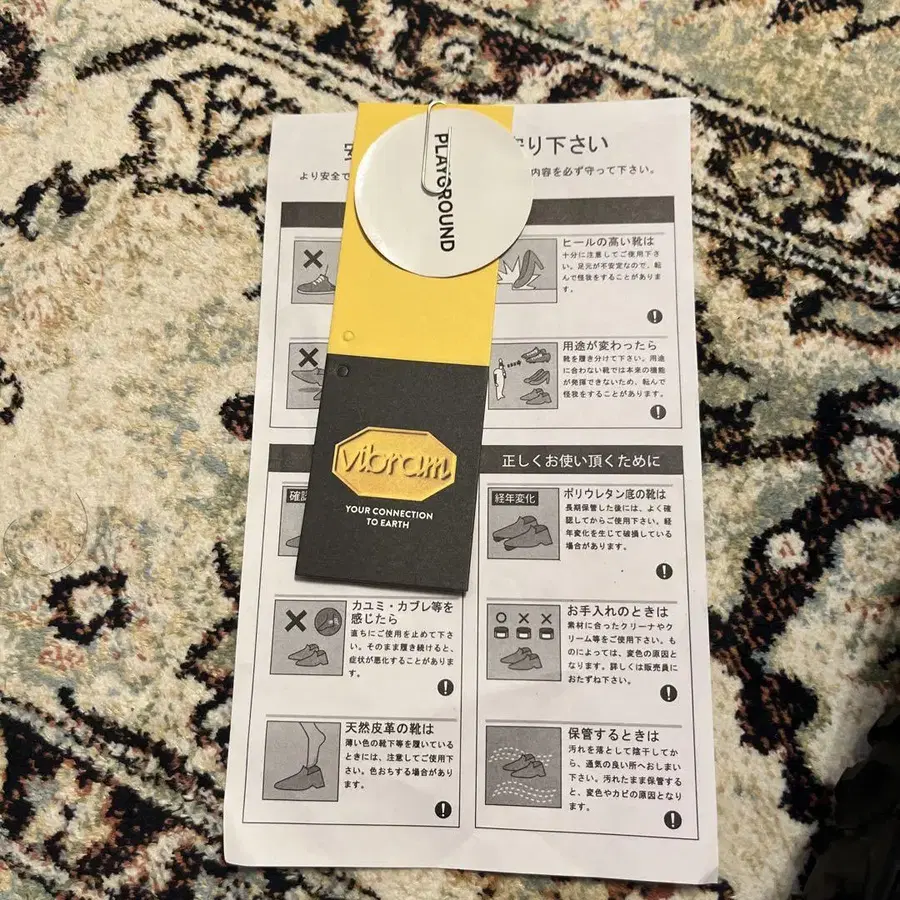 PLAYGROUND
り下さい
より安全で
内容を必ず守って下さい。
ヒールの高い靴は
十分に注意してご使用下さ
い。足元が不安定なので、転
んで怪我をすることがありま
す。
用途が変わったら
靴を履き分けて下さい。用途
に合わない靴では本来の機能
が発揮できないため、転んで
怪我をすることがあります。
vibram
YOUR CONNECTION
TO EARTH
正しくお使い頂くために
確認
経年変化
ポリウレタン底の靴は
長期保管した後には、よく確
認してからご使用下さい。経
年変化を生じて破損している
場合があります。
カユミ・カブレ等を
感じたら
直ちにご使用を止めて下さ
い。そのまま履き続けると、
症状が悪化することがありま
す。
お手入れのときは
素材に合ったクリーナやク
リーム等をご使用下さい。も
のによっては、変色の原因と
なります。詳しくは販売員に
おたずね下さい。
天然皮革の靴は
薄い色の靴下等を履いている
ときには、注意してご使用下
さい。色おちする場合があり
ます。
保管するときは
汚れを落として陰干してか
ら、通気の良い所へおしまい
下さい。汚れたまま保管する
と、変色やカビの原因となり
ます。